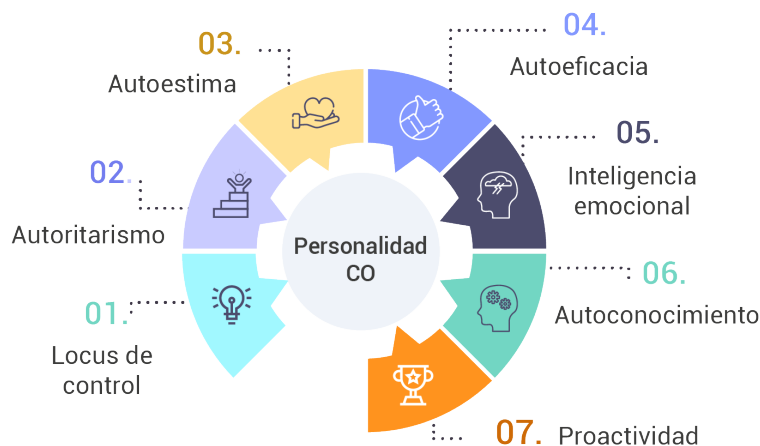 03.
Autoestima
04.
Autoeficacia
02.
Autoritarismo
05.
Inteligencia
emocional
Personalidad
CO
01.
Locus de
control
06.
Autoconocimiento
07.
Proactividad